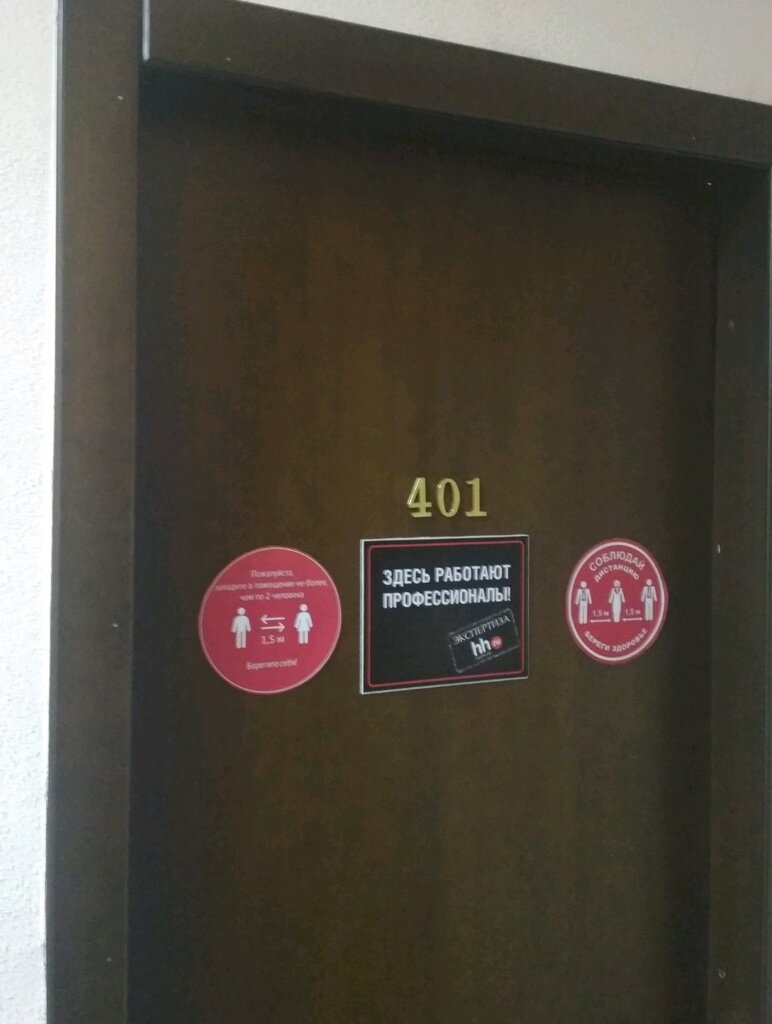 401
Пожалуйста,
заходите в помещение не более,
чем по 2 человека
1,5 м
Берегите себя!
ЗДЕСЬ РАБОТАЮТ
ПРОФЕССИОНАЛЫ!
ЭКСПЕРТИЗА
hh.ru
СОБЛЮДАЙ
ДИСТАНЦИЮ
1,5 м 1,5 м
БЕРЕГИ ЗДОРОВЬЕ